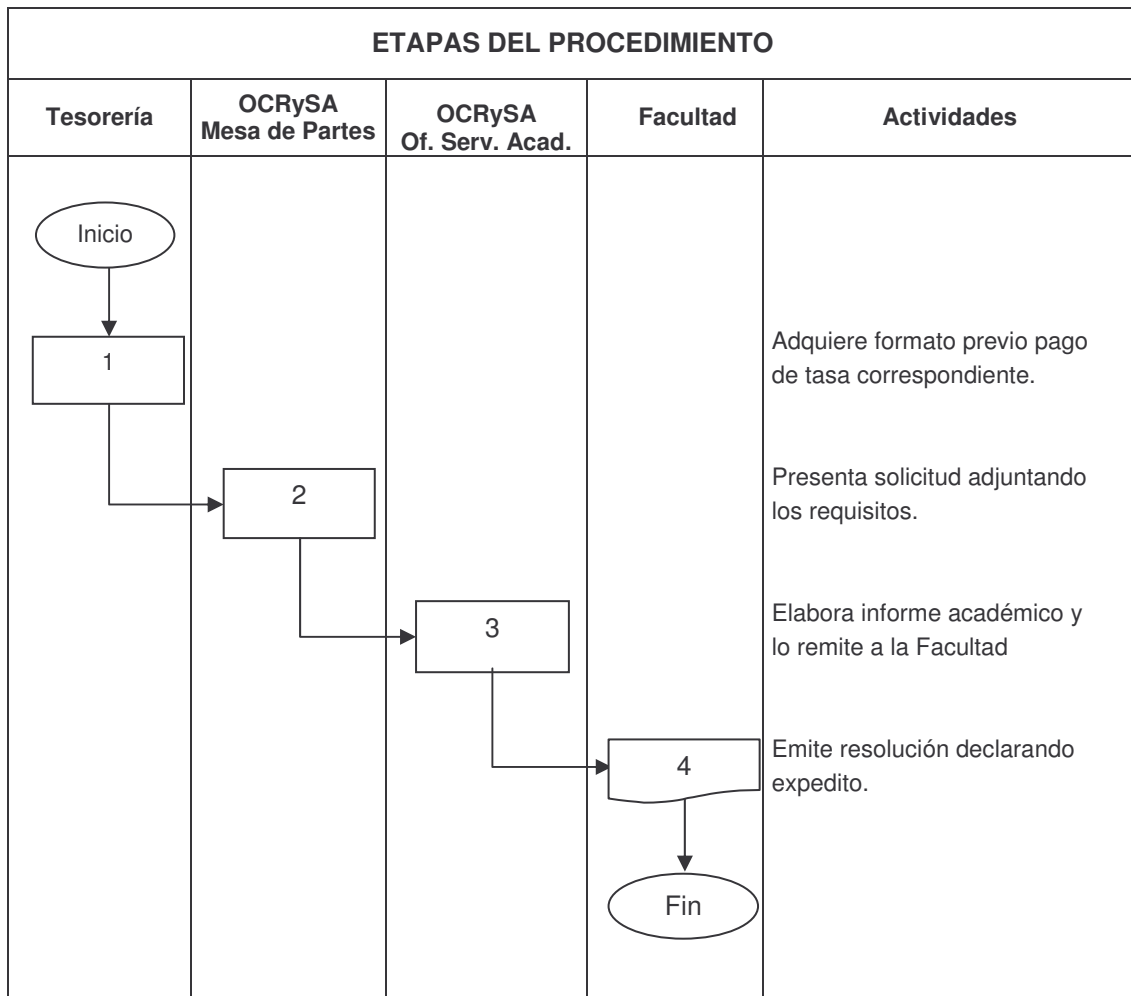 ETAPAS DEL PROCEDIMIENTO
Tesorería
OCRySA
Mesa de Partes
OCRySA
Of. Serv. Acad.
Facultad
Actividades
Inicio
1
Adquiere formato previo pago
de tasa correspondiente.
2
Presenta solicitud adjuntando
los requisitos.
3
Elabora informe académico y
lo remite a la Facultad
4
Emite resolución declarando
expedito.
Fin